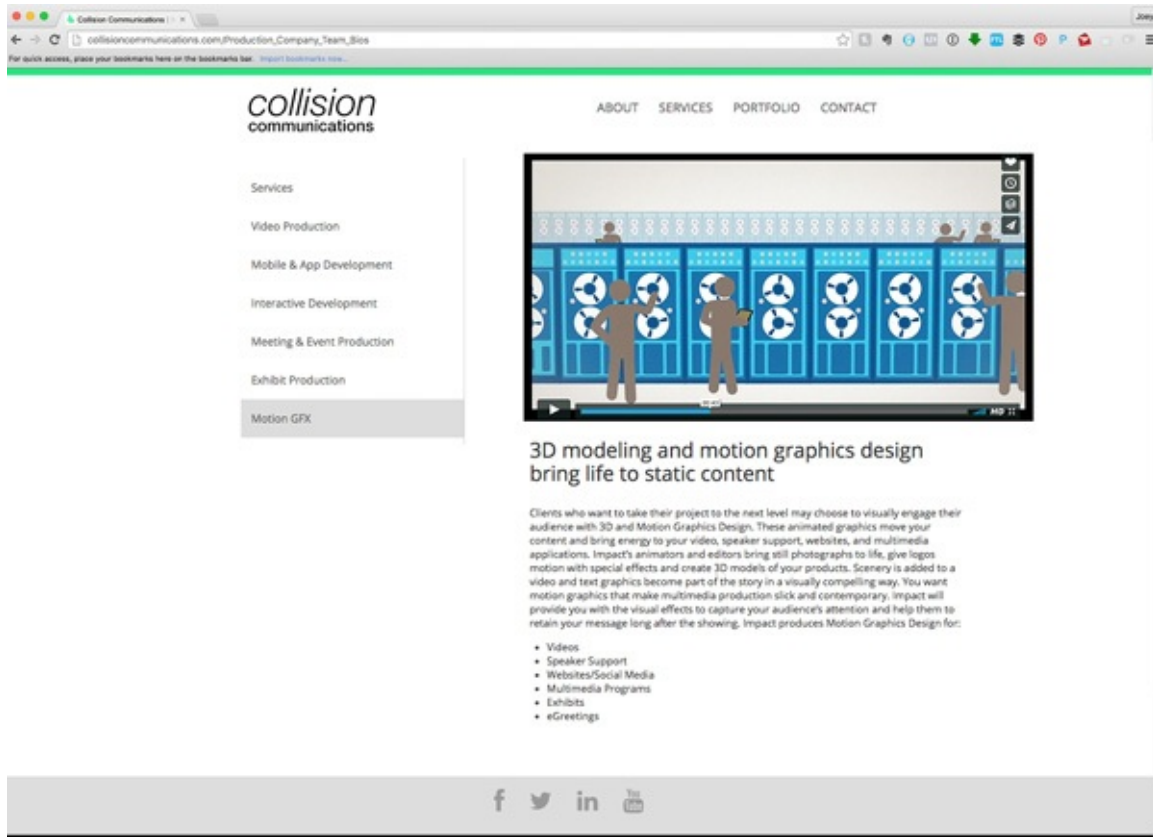 Collision Communications |
Joey
collisioncommunications.com/Production_Company_Team_Bios
For quick access, place your bookmarks here on the bookmarks bar. Import bookmarks now...
collision
communications
ABOUT SERVICES PORTFOLIO CONTACT
Services
Video Production
Mobile & App Development
Interactive Development
Meeting & Event Production
Exhibit Production
Motion GFX
HD
3D modeling and motion graphics design
bring life to static content
Clients who want to take their project to the next level may choose to visually engage their
audience with 3D and Motion Graphics Design. These animated graphics move your
content and bring energy to your video, speaker support, websites, and multimedia
applications. Impact's animators and editors bring still photographs to life, give logos
motion with special effects and create 3D models of your products. Scenery is added to a
video and text graphics become part of the story in a visually compelling way. You want
motion graphics that make multimedia production slick and contemporary. Impact will
provide you with the visual effects to capture your audience's attention and help them to
retain your message long after the showing. Impact produces Motion Graphics Design for:
• Videos
• Speaker Support
• Websites/Social Media
• Multimedia Programs
• Exhibits
• eGreetings
f in You Tube